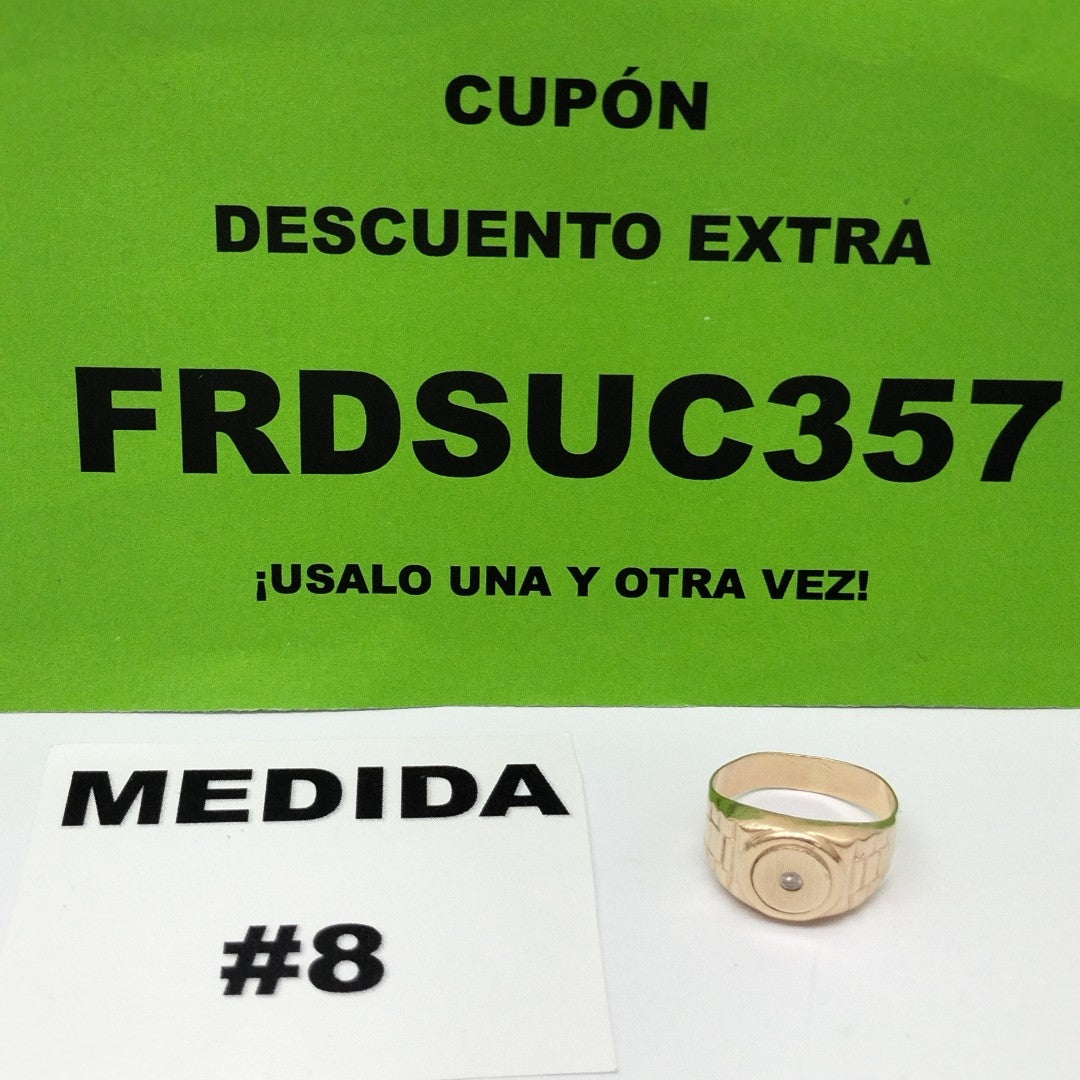 CUPÓN
DESCUENTO EXTRA
FRDSUC357
¡USALO UNA Y OTRA VEZ!
MEDIDA
#8